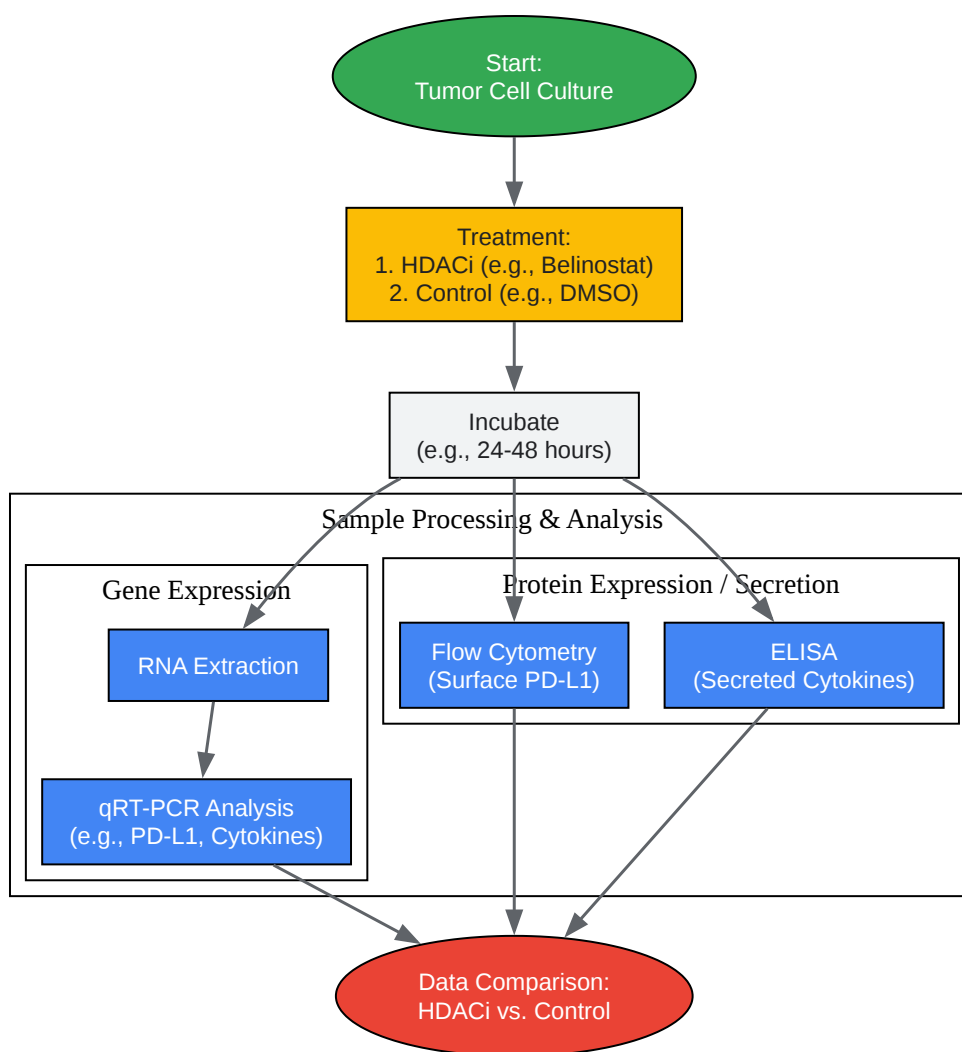 Start:
Tumor Cell Culture
Treatment:
1. HDACi (e.g., Belinostat)
2. Control (e.g., DMSO)
Incubate
(e.g., 24-48 hours)
Sample Processing & Analysis
Gene Expression
RNA Extraction
qRT-PCR Analysis
(e.g., PD-L1, Cytokines)
Protein Expression / Secretion
Flow Cytometry
(Surface PD-L1)
ELISA
(Secreted Cytokines)
Data Comparison:
HDACi vs. Control